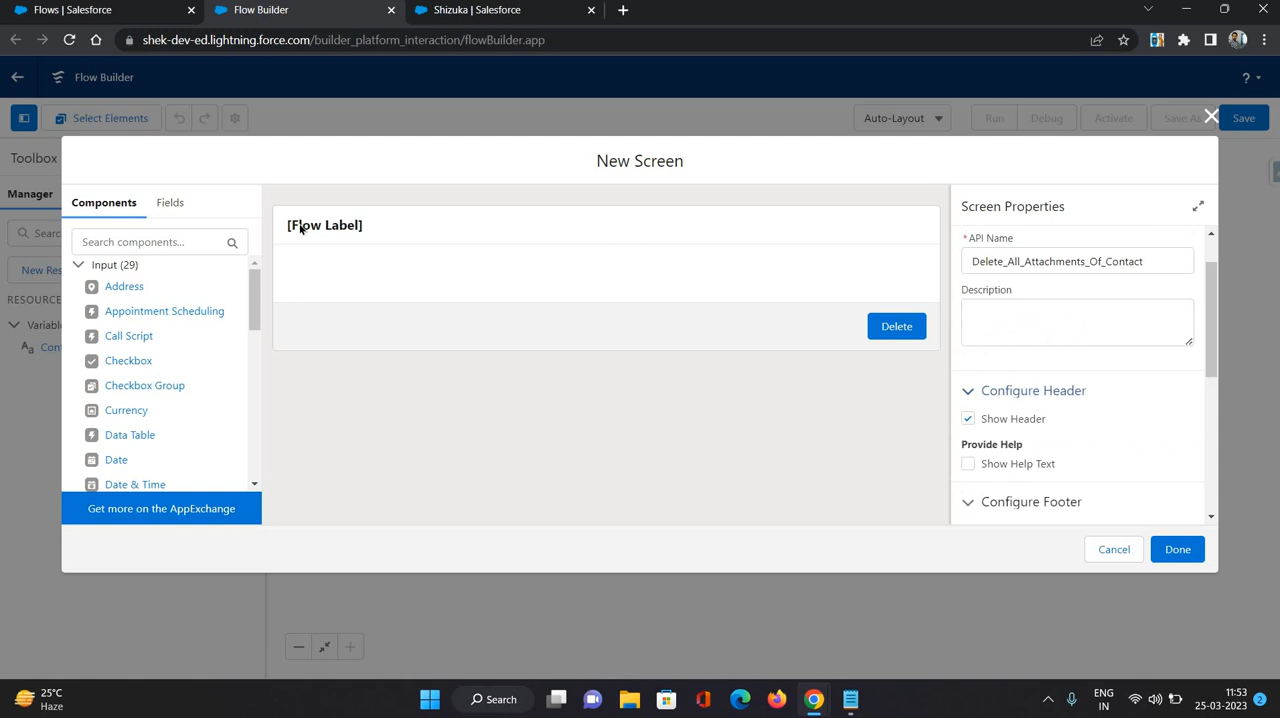 Flows | Salesforce
Flow Builder
Shizuka | Salesforce
shek-dev-ed.lightning.force.com/builder_platform_interaction/flowBuilder.app
Flow Builder
?
Select Elements
Auto-Layout
Run
Debug
Activate
Save As
Save
Toolbox
New Screen
Manager
Components
Fields
Screen Properties
Search components...
[Flow Label]
* API Name
Delete_All_Attachments_Of_Contact
Input (29)
Address
Description
Appointment Scheduling
Call Script
Delete
Checkbox
Checkbox Group
Configure Header
Currency
Show Header
Data Table
Provide Help
Date
Show Help Text
Date & Time
Configure Footer
Get more on the AppExchange
Cancel
Done
25°C
Haze
Search
ENG
IN
11:53
25-03-2023
2